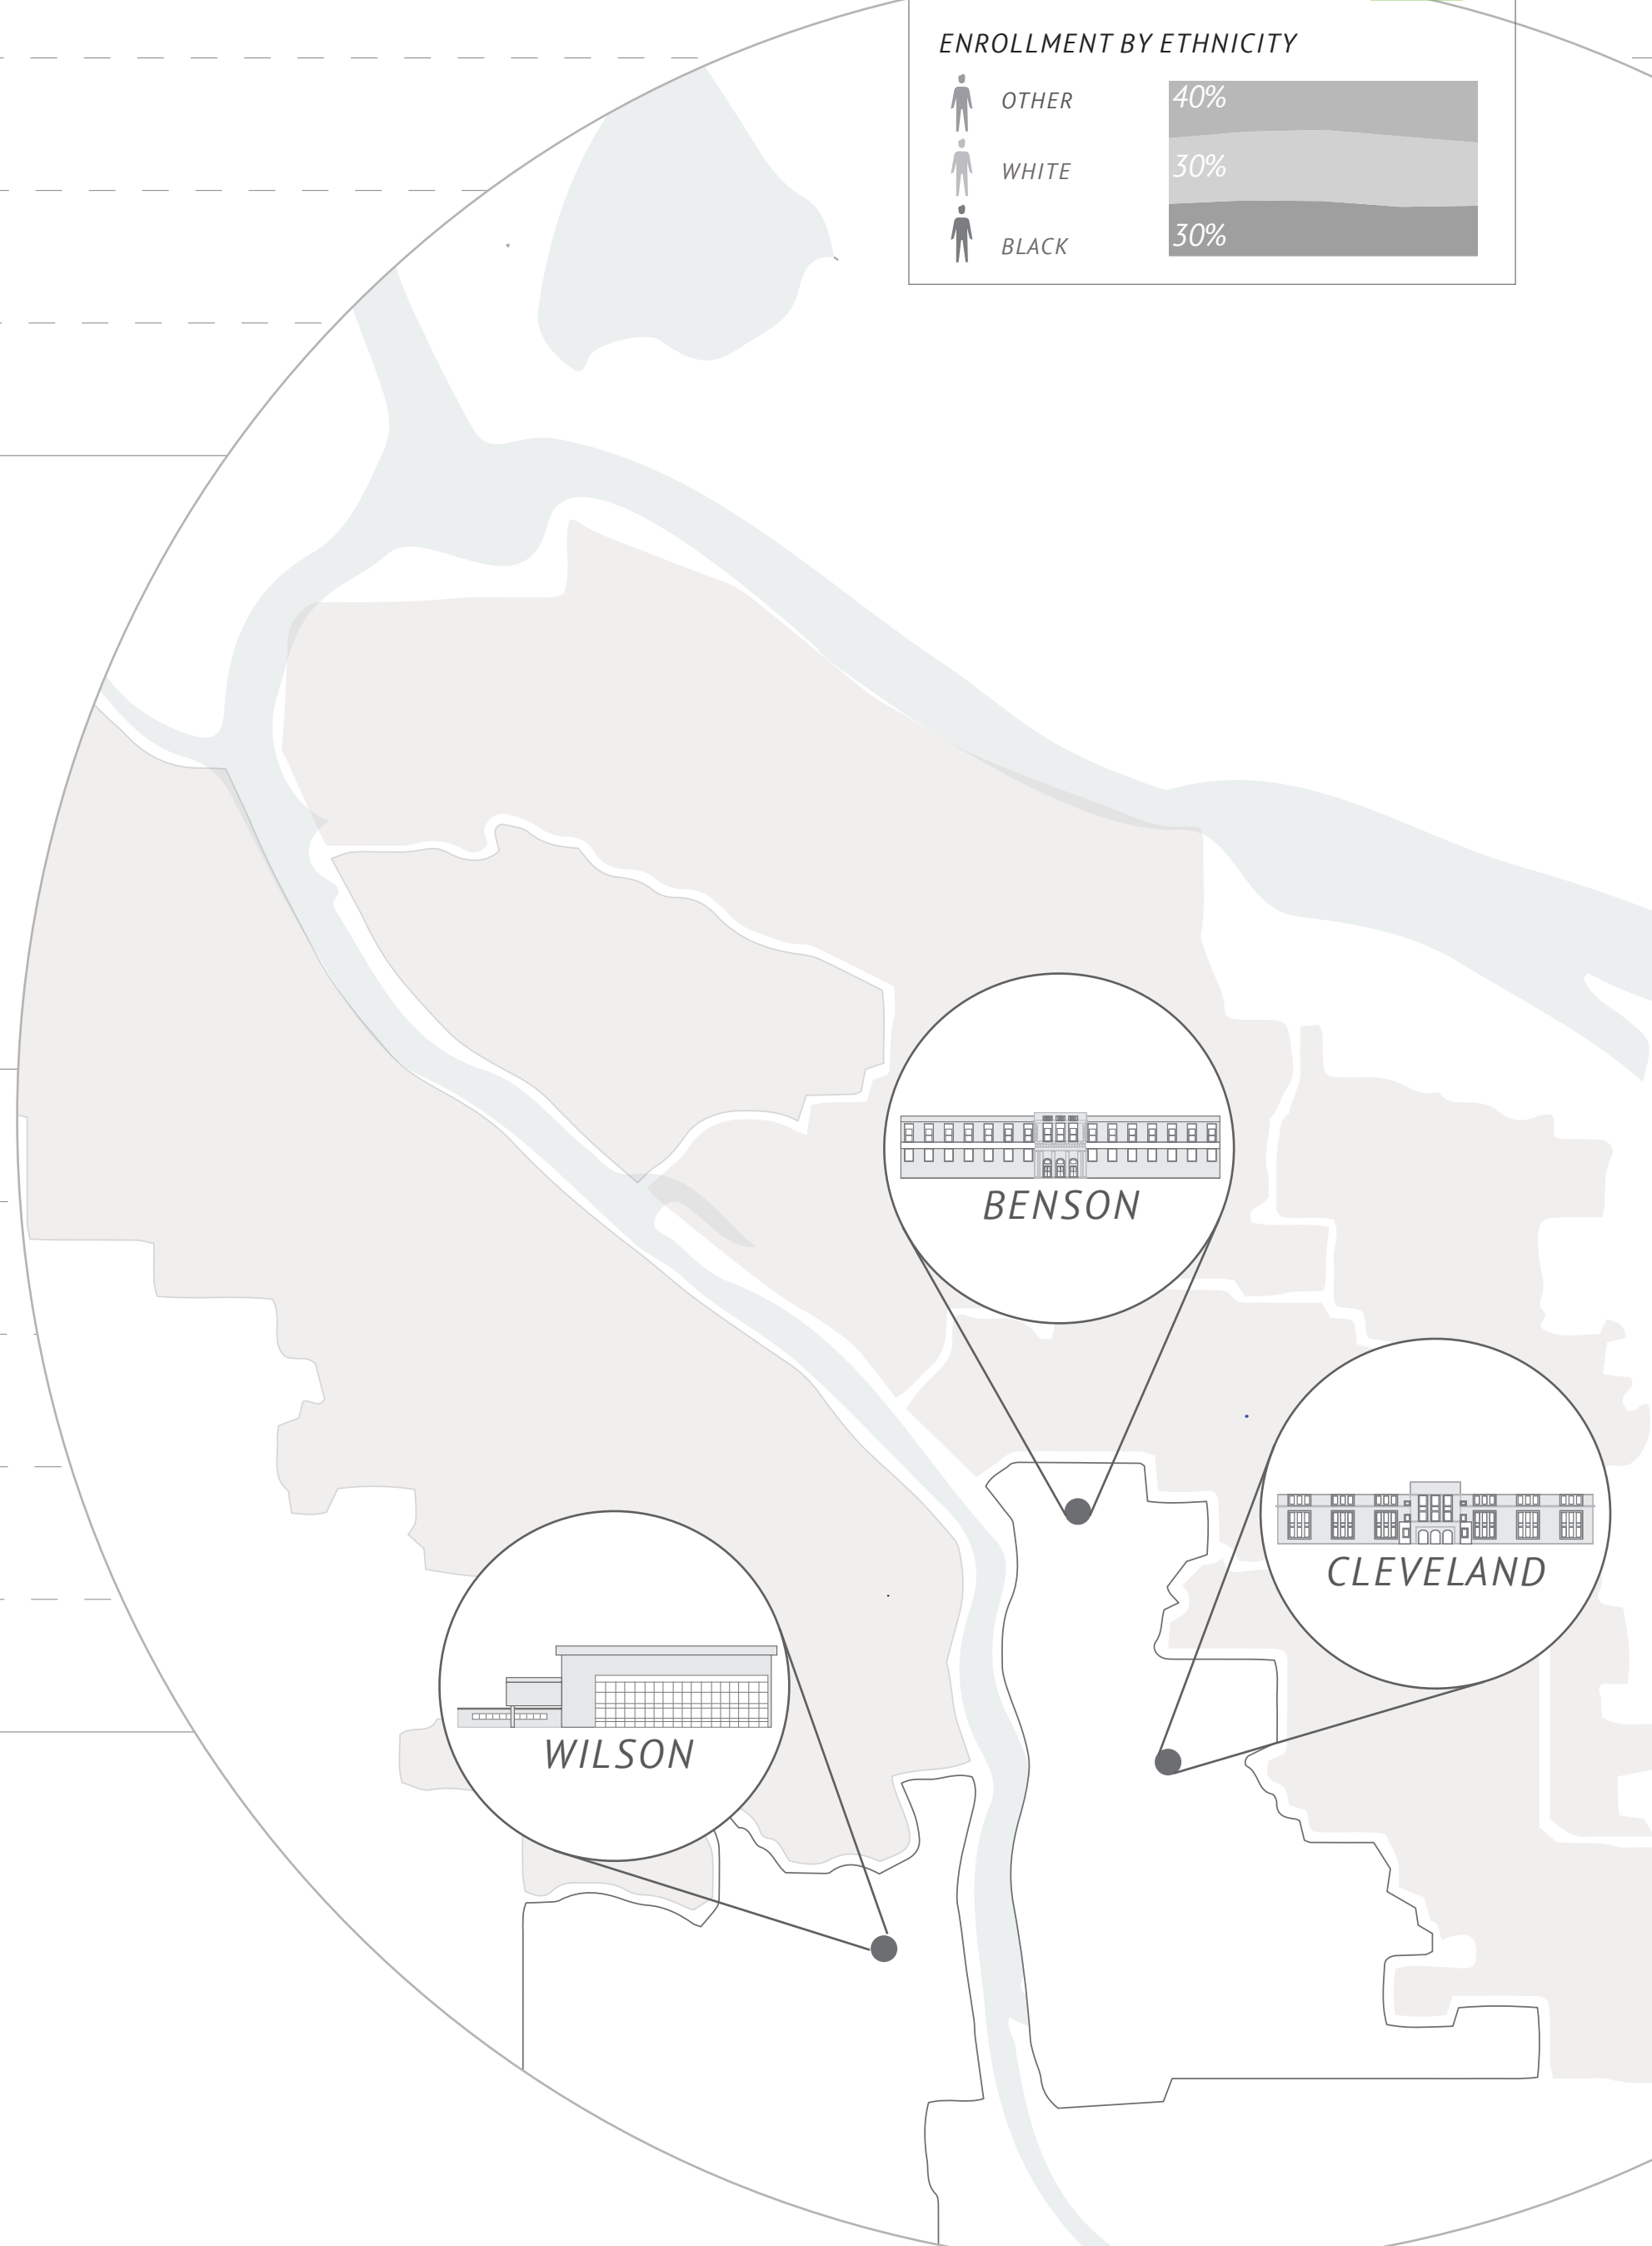 ENROLLMENT BY ETHNICITY
OTHER
40%
WHITE
30%
BLACK
30%
BENSON
CLEVELAND
WILSON